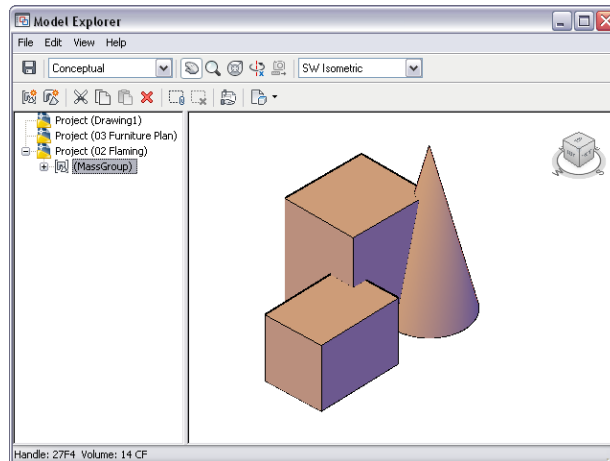 Model Explorer
File Edit View Help
Conceptual SW Isometric
Project (Drawing1)
Project (03 Furniture Plan)
Project (02 Flaming)
(MassGroup)
Handle: 27F4 Volume: 14 CF